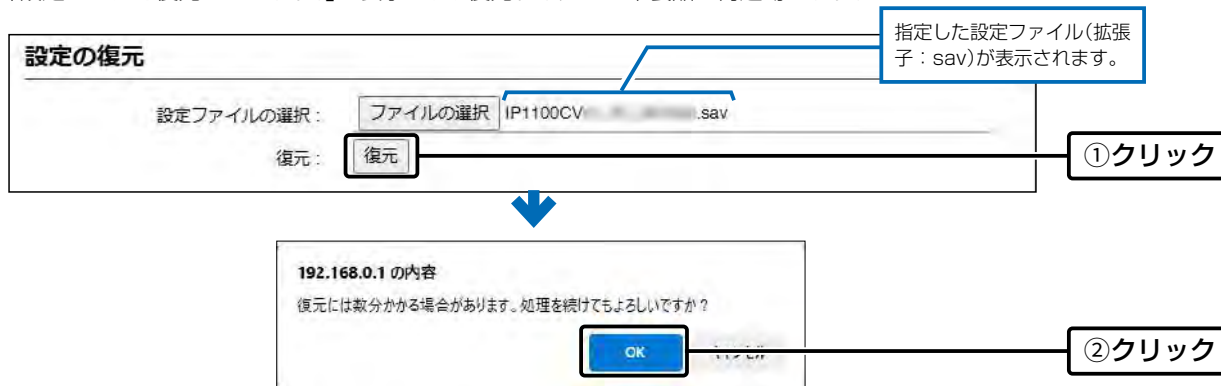 指定した設定ファイル（拡張
子：sav）が表示されます。
設定の復元
設定ファイルの選択： ファイルの選択 IP1100CV .sav
復元： 復元
①クリック
192.168.0.1 の内容
復元には数分かかる場合があります。処理を続けてもよろしいですか？
OK
②クリック